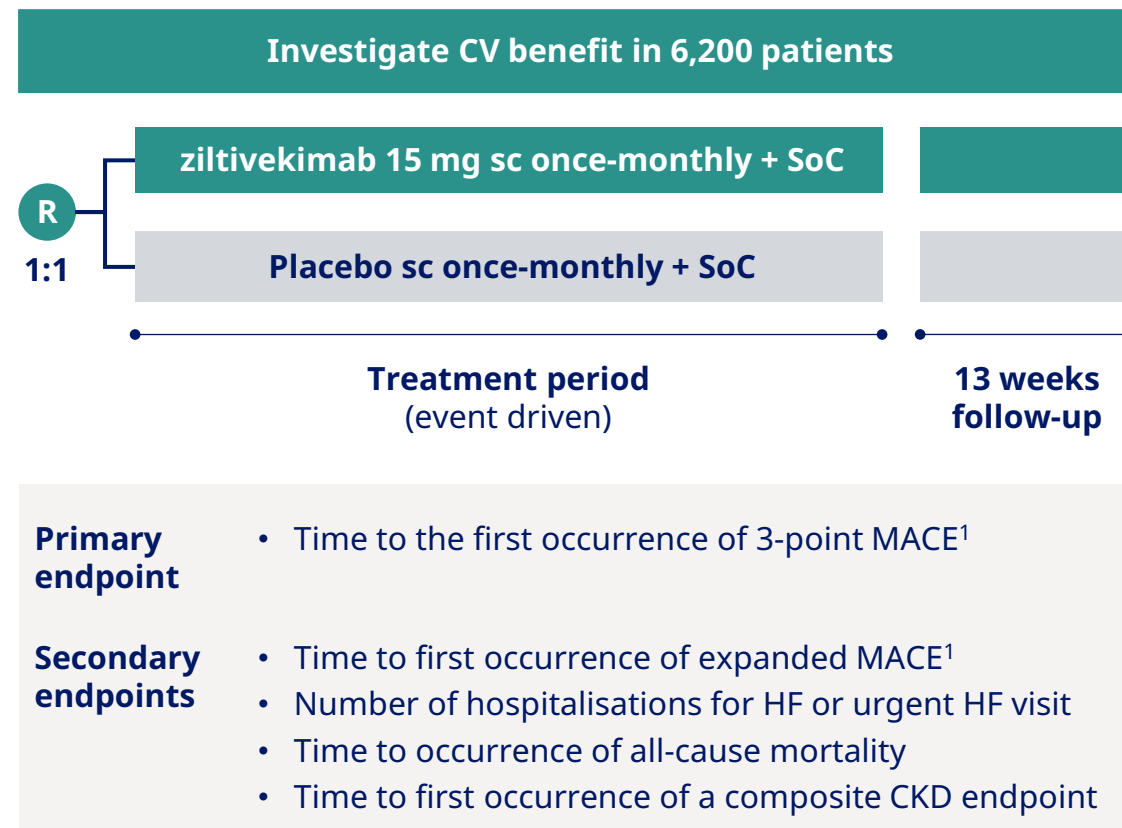 Investigate CV benefit in 6,200 patients
ziltivekimab 15 mg sc once-monthly + SoC
R
1:1
Placebo sc once-monthly + SoC
Treatment period
(event driven)
13 weeks
follow-up
Primary
endpoint
• Time to the first occurrence of 3-point MACE¹
Secondary
endpoints
• Time to first occurrence of expanded MACE¹
• Number of hospitalisations for HF or urgent HF visit
• Time to occurrence of all-cause mortality
• Time to first occurrence of a composite CKD endpoint